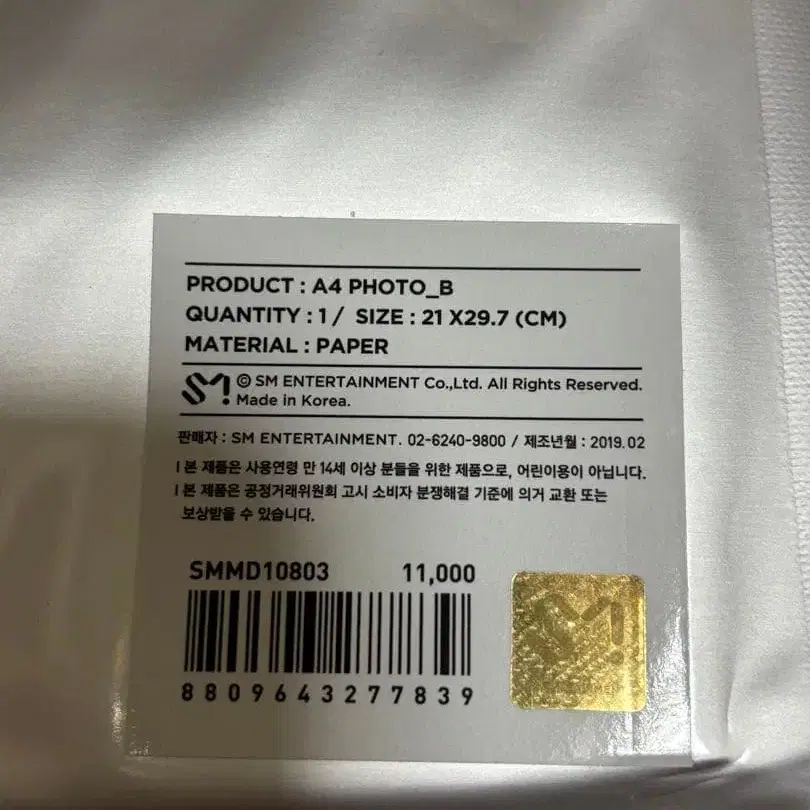 PRODUCT : A4 PHOTO_B
QUANTITY : 1 / SIZE : 21 X29.7 (CM)
MATERIAL : PAPER
SM! © SM ENTERTAINMENT Co.,Ltd. All Rights Reserved.
Made in Korea.
판매자 : SM ENTERTAINMENT. 02-6240-9800 / 제조년월 : 2019.02
I 본 제품은 사용연령 만 14세 이상 분들을 위한 제품으로, 어린이용이 아닙니다.
I 본 제품은 공정거래위원회 고시 소비자 분쟁해결 기준에 의거 교환 또는
보상받을 수 있습니다.
SMMD10803 11,000
8809643277839
SM!